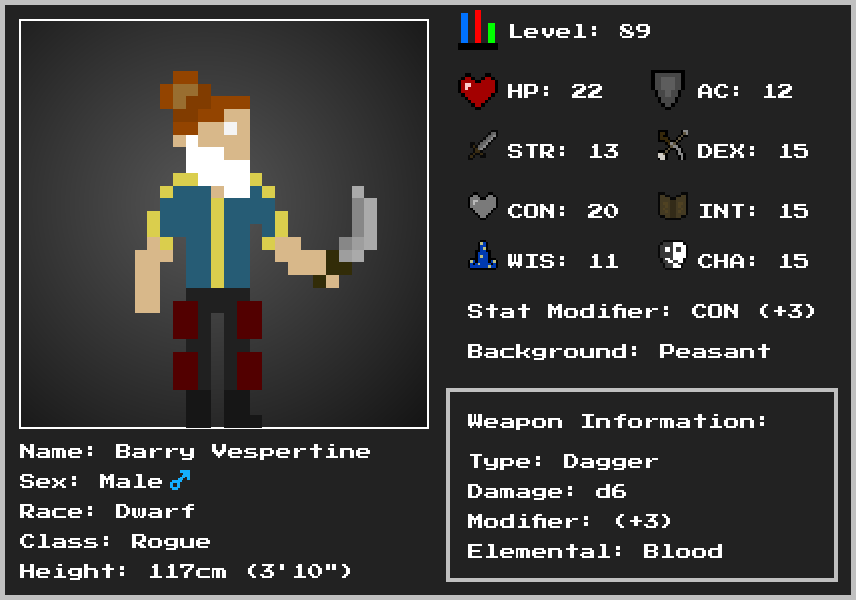 Level: 89
HP: 22
AC: 12
STR: 13
DEX: 15
CON: 20
INT: 15
WIS: 11
CHA: 15
Stat Modifier: CON (+3)
Background: Peasant
Weapon Information:
Type: Dagger
Damage: d6
Modifier: (+3)
Elemental: Blood
Name: Barry Vespertine
Sex: Male♂
Race: Dwarf
Class: Rogue
Height: 117cm (3'10")